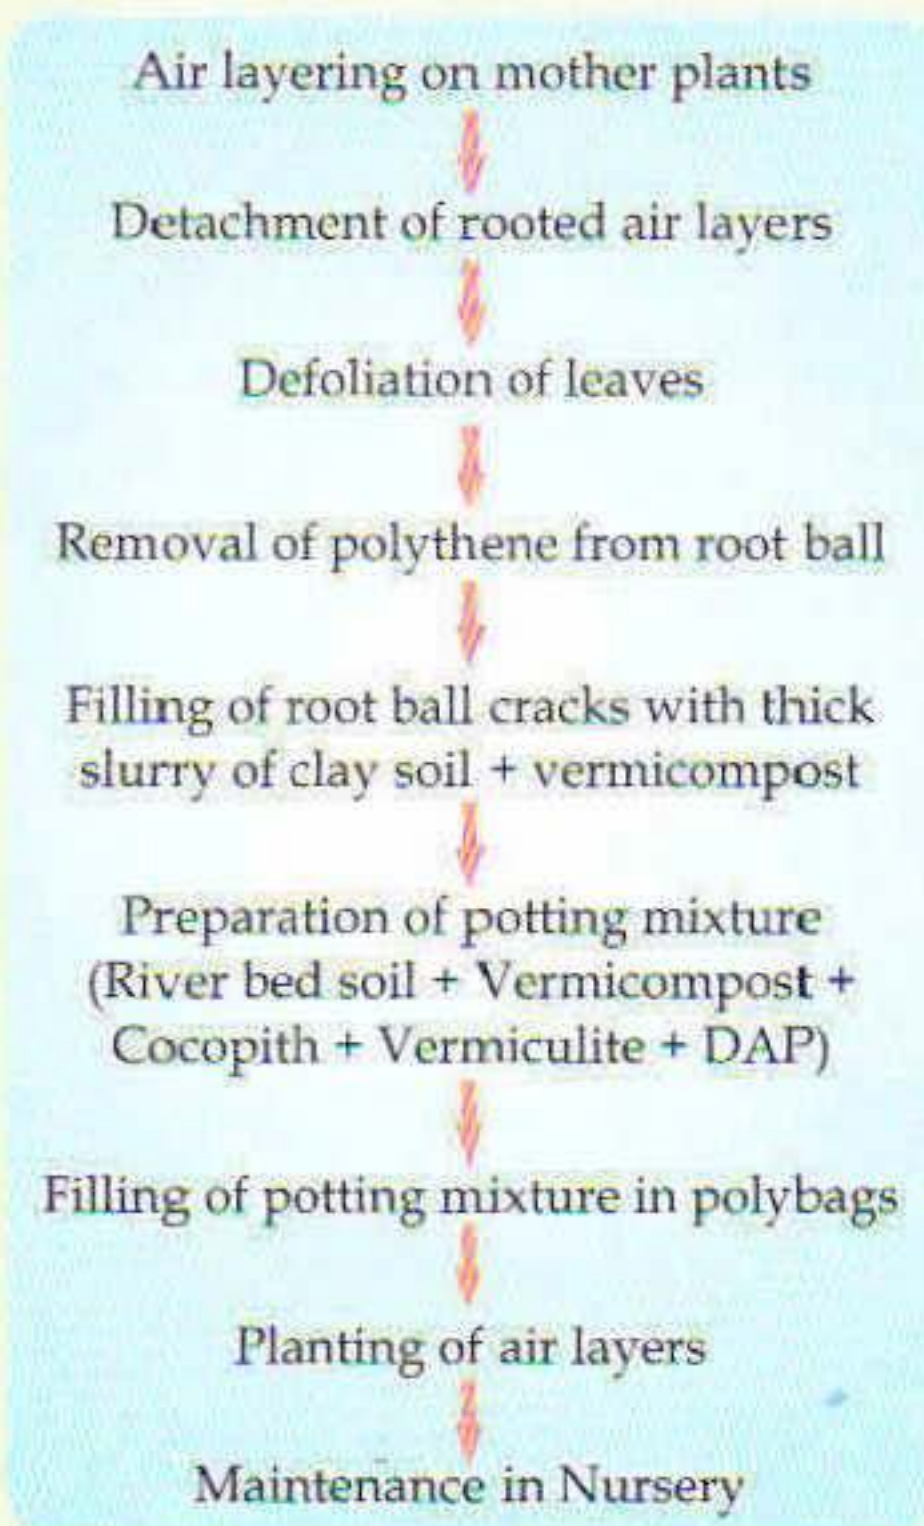 Air layering on mother plants
Detachment of rooted air layers
Defoliation of leaves
Removal of polythene from root ball
Filling of root ball cracks with thick
slurry of clay soil + vermicompost
Preparation of potting mixture
(River bed soil + Vermicompost +
Cocopith + Vermiculite + DAP)
Filling of potting mixture in polybags
Planting of air layers
Maintenance in Nursery